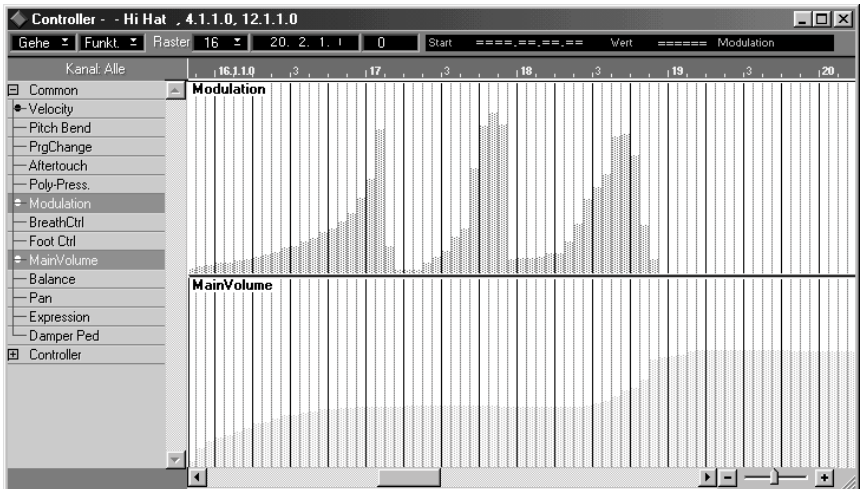 Controller - - Hi Hat , 4.1.1.0, 12.1.1.0
Gehe Funkt. Raster 16 20. 2. 1. 1 0 Start ====.==.==.== Wert ====== Modulation
Kanal: Alle 16.1.1.0 3 17 3 18 3 19 3 20
Common Modulation
Velocity
Pitch Bend
PrgChange
Aftertouch
Poly-Press.
Modulation
BreathCtrl
Foot Ctrl
MainVolume
Balance MainVolume
Pan
Expression
Damper Ped
Controller